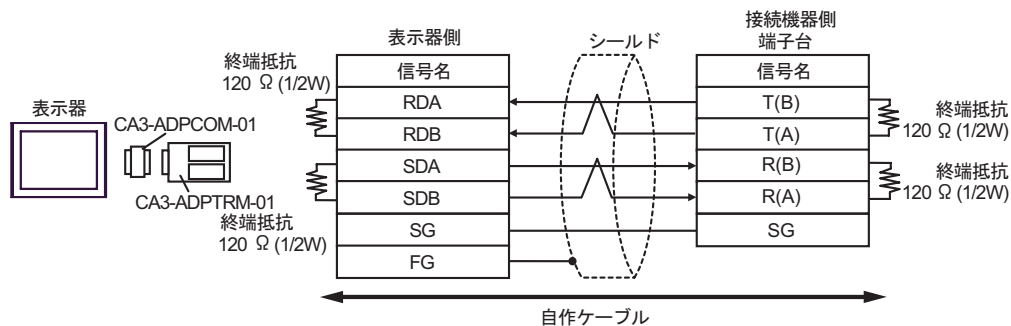 表示器
CA3-ADPCOM-01
CA3-ADPTRM-01
終端抵抗
120 Ω (1/2W)
終端抵抗
120 Ω (1/2W)
表示器側
信号名
RDA
RDB
SDA
SDB
SG
FG
シールド
接続機器側
端子台
信号名
T(B)
T(A)
R(B)
R(A)
SG
終端抵抗
120 Ω (1/2W)
終端抵抗
120 Ω (1/2W)
自作ケーブル